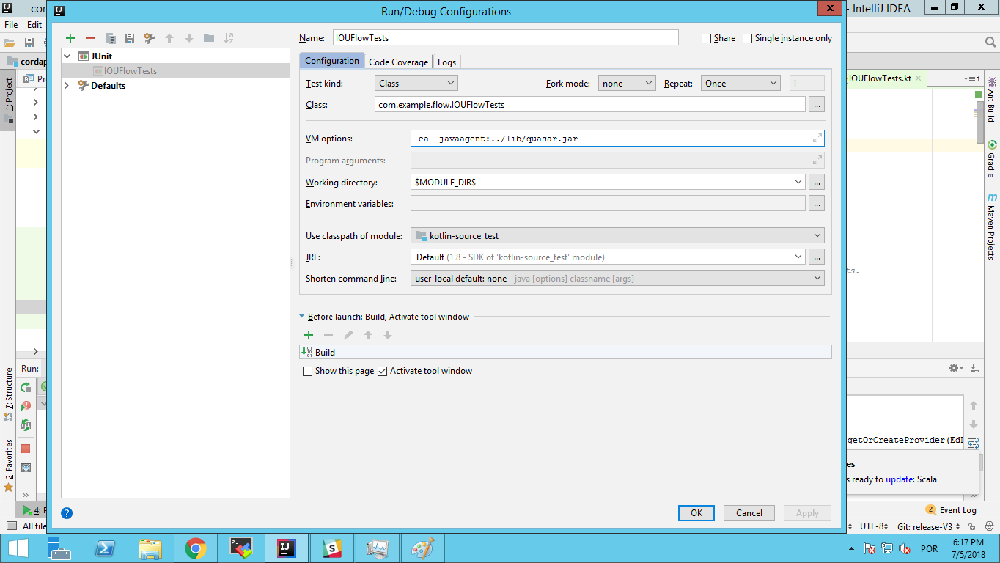 cor
Run/Debug Configurations
- IntelliJ IDEA
File Edit
Name: IOUFlowTests
Share
Single instance only
cordap
JUnit
IOUFlowTests
Defaults
Configuration
Code Coverage
Logs
Test kind: Class
Fork mode: none
Repeat: Once
1
Class: com.example.flow.IOUFlowTests
...
VM options: -ea -javaagent:../lib/quasar.jar
Program arguments:
Working directory: $MODULE_DIR$
...
Environment variables:
...
Use classpath of module: kotlin-source_test
JRE: Default (1.8 - SDK of 'kotlin-source_test' module)
...
Shorten command line: user-local default: none - java [options] classname [args]
Before launch: Build, Activate tool window
Build
Show this page
Activate tool window
?
OK
Cancel
Apply
1: Project
Pr
7: Structure
2: Favorites
Run:
4: F
All file
IOUFlowTests.kt
1
Ant Build
Gradle
m
Maven Projects
ts.
getOrCreateProvider(EdD
es
s ready to update: Scala
2 Event Log
UTF-8
Git: release-V3
POR
6:17 PM
7/5/2018